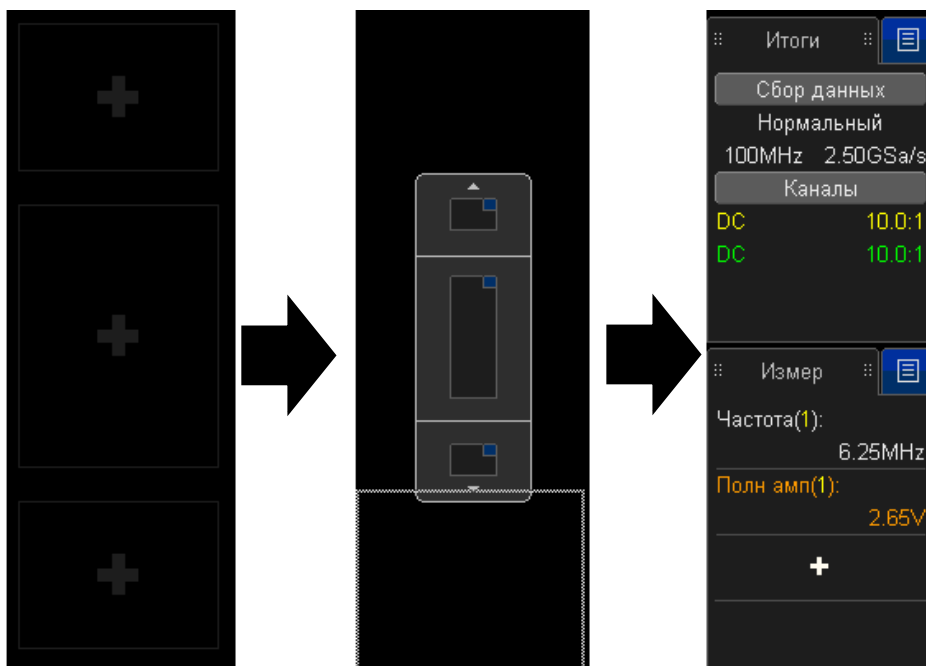 Итоги
Сбор данных
Нормальный
100MHz 2.50GSa/s
Каналы
DC 10.0:1
DC 10.0:1
Измер
Частота(1):
6.25MHz
Полн амп(1):
2.65V